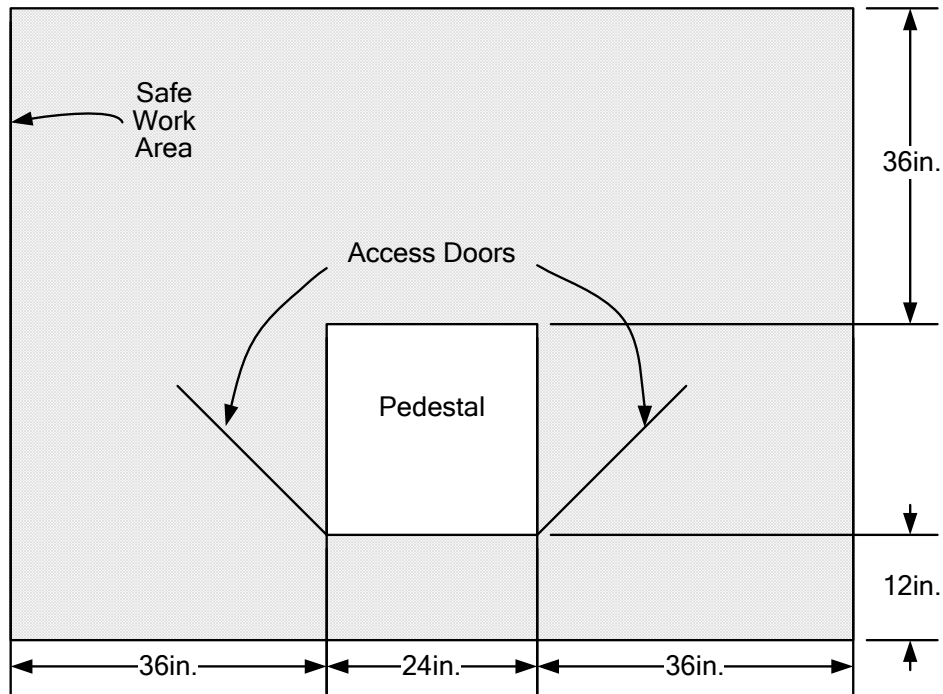 Safe
Work
Area
36in.
Access Doors
Pedestal
12in.
36in.
24in.
36in.